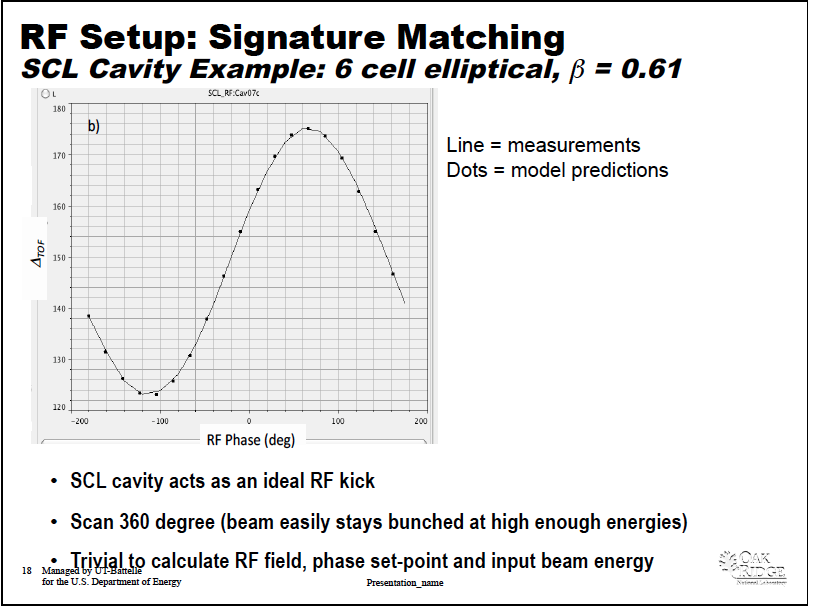 RF Setup: Signature Matching
SCL Cavity Example: 6 cell elliptical, β = 0.61
L
SCL_RF:Cav07c
b)
180
170
160
150
140
130
120
Δ_TOF
-200
-100
0
100
200
RF Phase (deg)
Line = measurements
Dots = model predictions
• SCL cavity acts as an ideal RF kick
• Scan 360 degree (beam easily stays bunched at high enough energies)
• Trivial to calculate RF field, phase set-point and input beam energy
18 Managed by UT-Battelle
for the U.S. Department of Energy
Presentation_name
OAK
RIDGE
National Laboratory